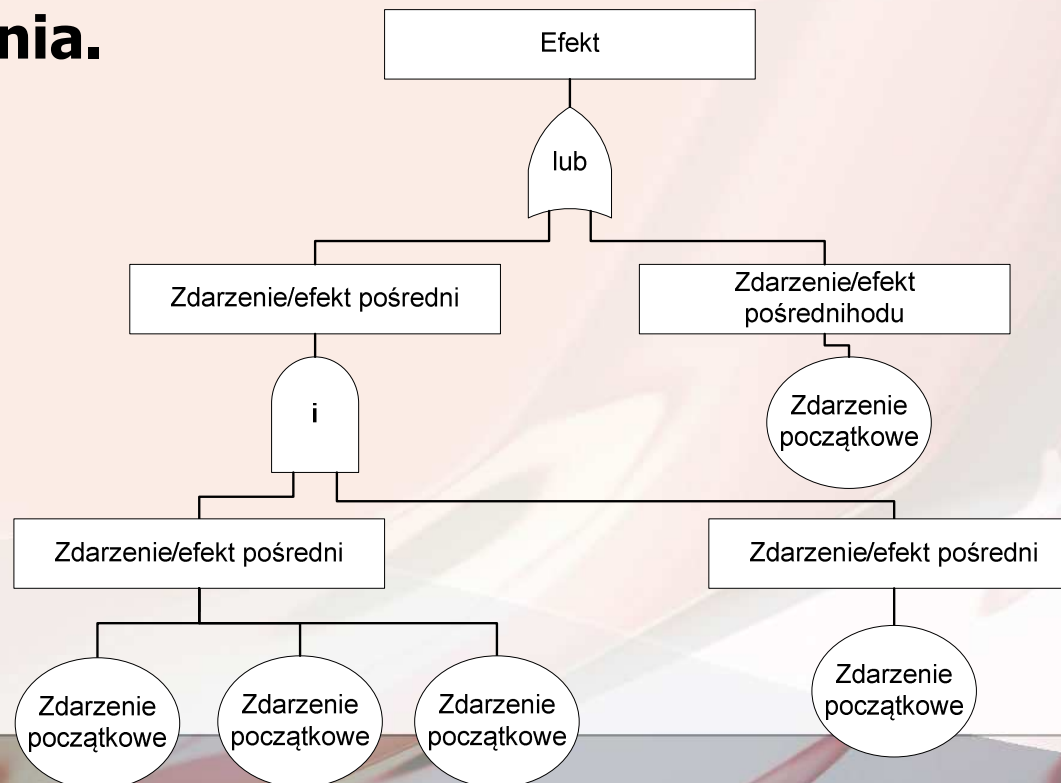 nia.
Efekt
lub
Zdarzenie/efekt pośredni
Zdarzenie/efekt
pośrednihodu
i
Zdarzenie
początkowe
Zdarzenie/efekt pośredni
Zdarzenie/efekt pośredni
Zdarzenie
początkowe
Zdarzenie
początkowe
Zdarzenie
początkowe
Zdarzenie
początkowe